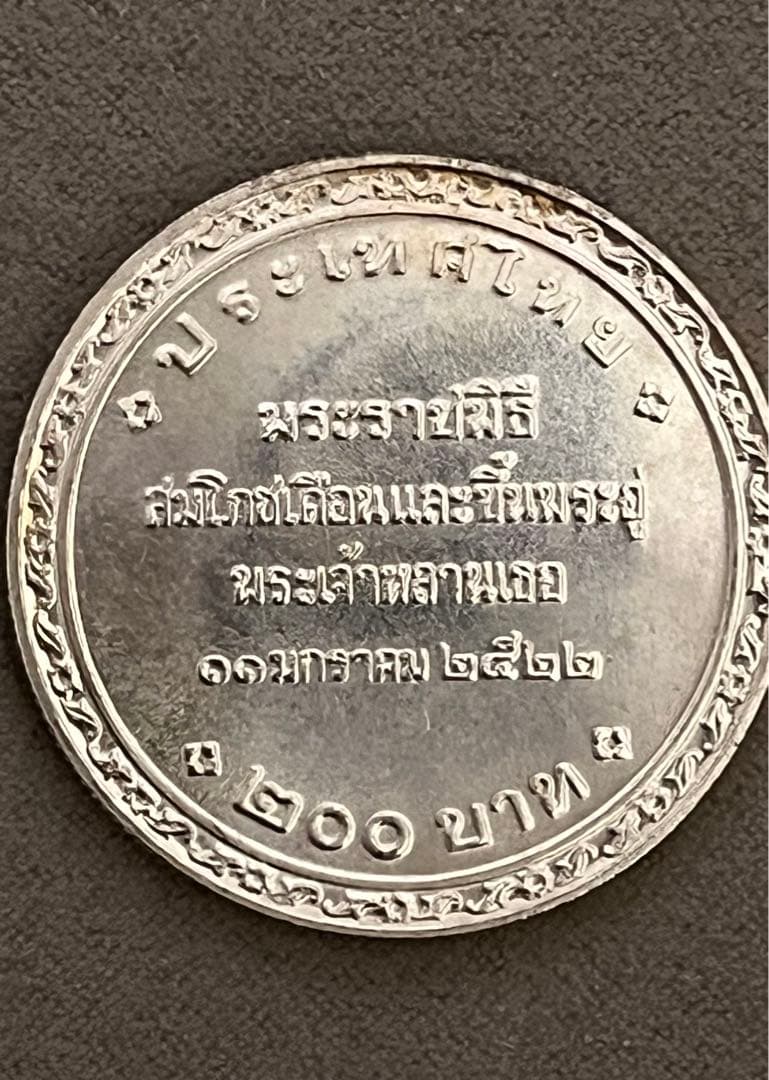 ประเทศไทย
พระราชพิธี
สมโภชเดือนและขึ้นพระอู่
พระเจ้าหลานเธอ
๑๑ มกราคม ๒๕๒๒
๒๐๐ บาท